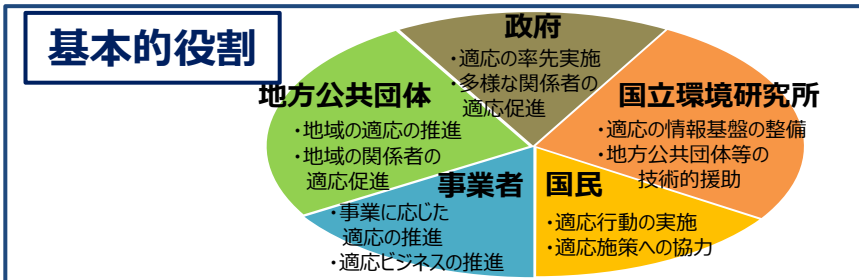 基本的役割
政府
・適応の率先実施
・多様な関係者の
適応促進
地方公共団体
・地域の適応の推進
・地域の関係者の
適応促進
国立環境研究所
・適応の情報基盤の整備
・地方公共団体等の
技術的援助
事業者
・事業に応じた
適応の推進
・適応ビジネスの推進
国民
・適応行動の実施
・適応施策への協力